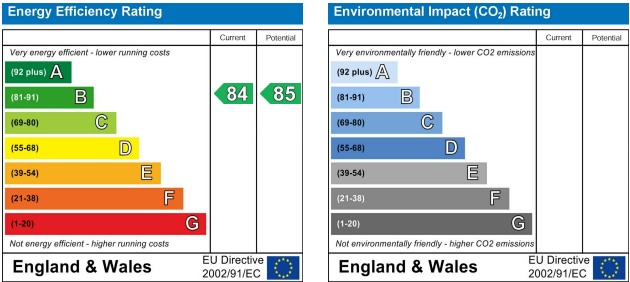 Energy Efficiency Rating
Current Potential
Very energy efficient - lower running costs
(92 plus) A
(81-91) B 84 85
(69-80) C
(55-68) D
(39-54) E
(21-38) F
(1-20) G
Not energy efficient - higher running costs
England & Wales
EU Directive
2002/91/EC
Environmental Impact (CO2) Rating
Current Potential
Very environmentally friendly - lower CO2 emissions
(92 plus) A
(81-91) B
(69-80) C
(55-68) D
(39-54) E
(21-38) F
(1-20) G
Not environmentally friendly - higher CO2 emissions
England & Wales
EU Directive
2002/91/EC